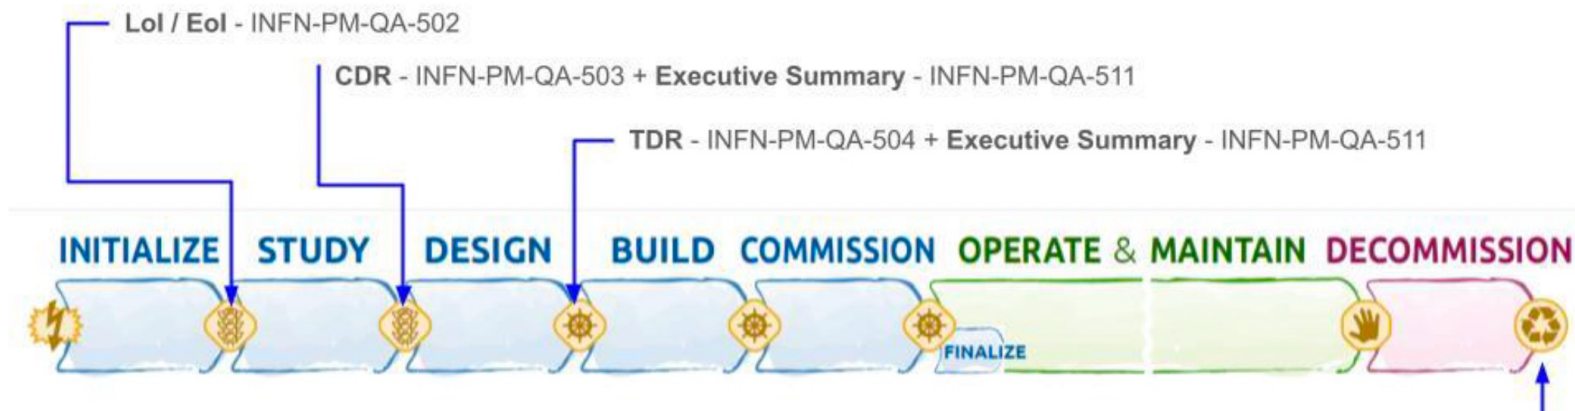 LoI / EoI - INFN-PM-QA-502
CDR - INFN-PM-QA-503 + Executive Summary - INFN-PM-QA-511
TDR - INFN-PM-QA-504 + Executive Summary - INFN-PM-QA-511
INITIALIZE STUDY DESIGN BUILD COMMISSION OPERATE & MAINTAIN DECOMMISSION
FINALIZE